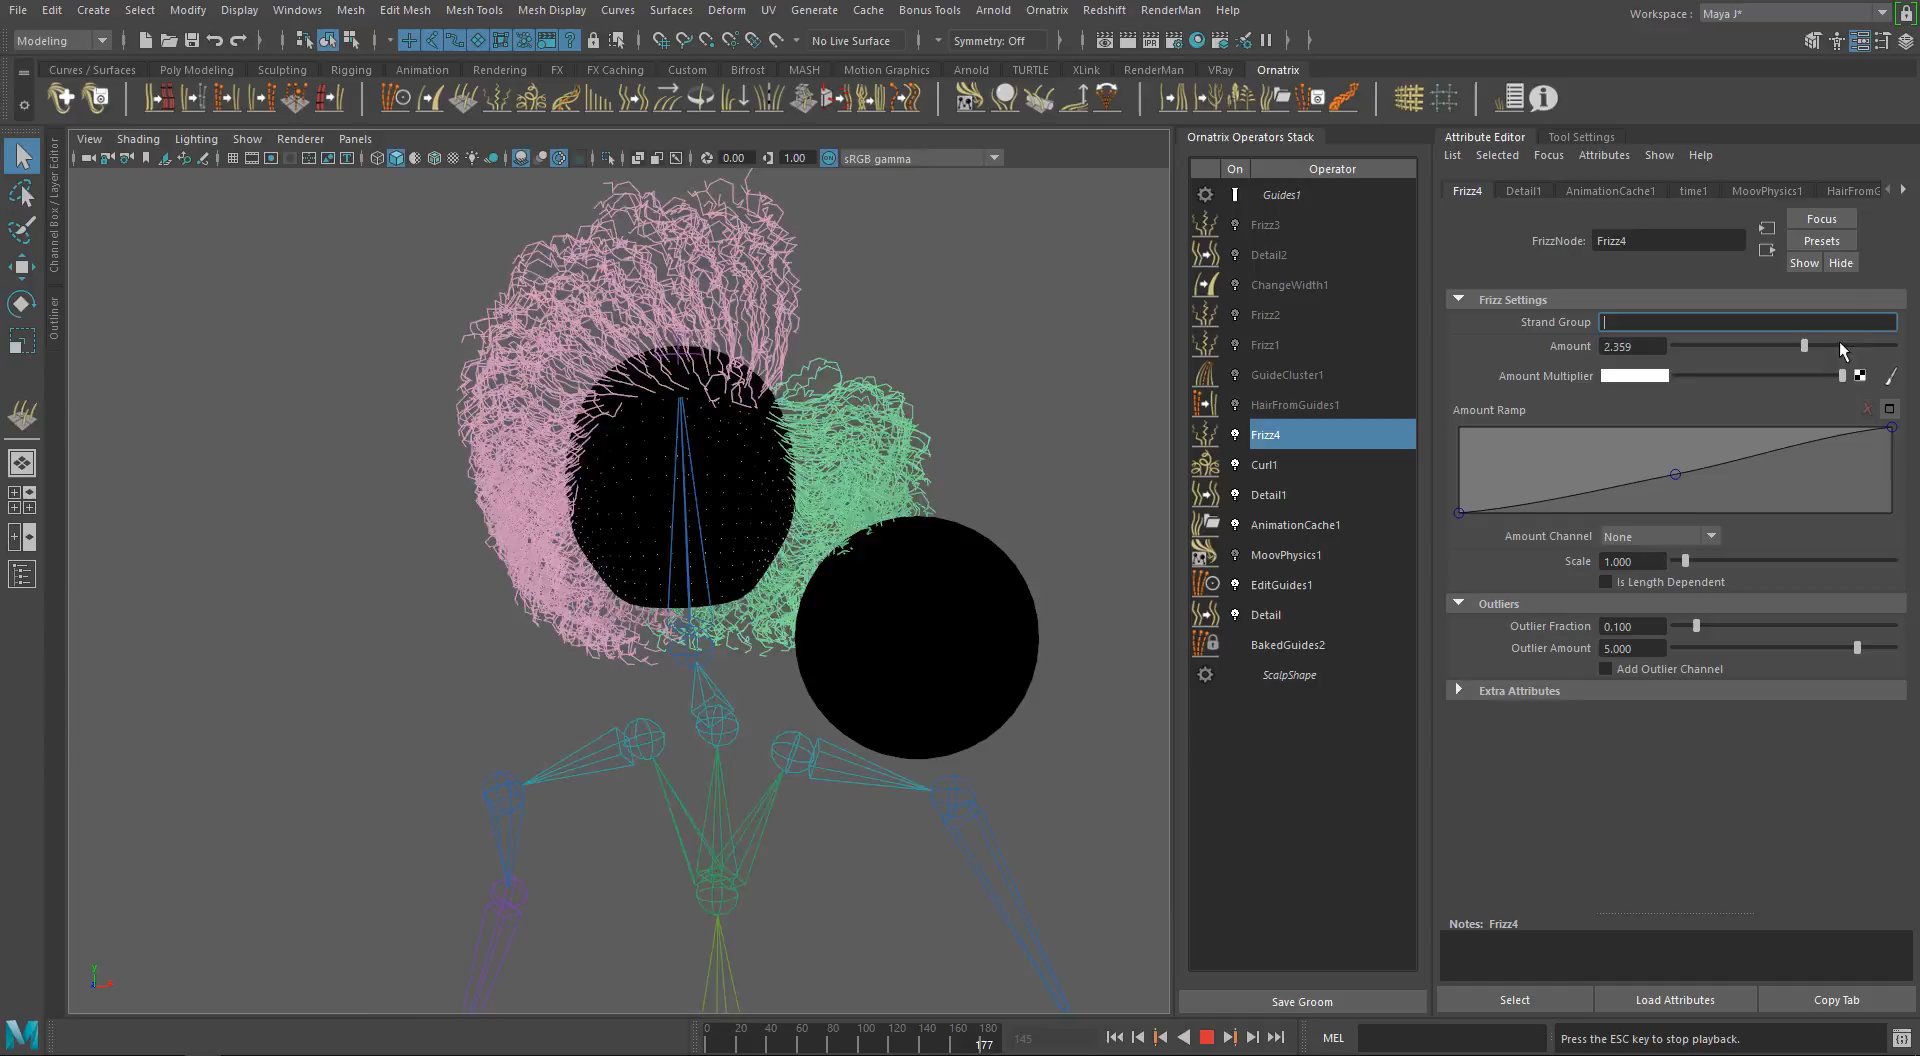 File Edit Create Select Modify Display Windows Mesh Edit Mesh Mesh Tools Mesh Display Curves Surfaces Deform UV Generate Cache Bonus Tools Arnold Ornatrix Redshift RenderMan Help
Workspace : Maya J*
Modeling
No Live Surface
Symmetry: Off
IPR
Curves / Surfaces Poly Modeling Sculpting Rigging Animation Rendering FX FX Caching Custom Bifrost MASH Motion Graphics Arnold TURTLE XLink RenderMan VRay Ornatrix
Channel Box / Layer Editor
Outliner
View Shading Lighting Show Renderer Panels
0.00 1.00 ON sRGB gamma
y
x
Ornatrix Operators Stack
On Operator
Guides1
Frizz3
Detail2
ChangeWidth1
Frizz2
Frizz1
GuideCluster1
HairFromGuides1
Frizz4
Curl1
Detail1
AnimationCache1
MoovPhysics1
EditGuides1
Detail
BakedGuides2
ScalpShape
Save Groom
Attribute Editor Tool Settings
List Selected Focus Attributes Show Help
Frizz4 Detail1 AnimationCache1 time1 MoovPhysics1 HairFromG
Focus
FrizzNode: Frizz4
Presets
Show Hide
Frizz Settings
Strand Group
Amount 2.359
Amount Multiplier
Amount Ramp
Amount Channel None
Scale 1.000
Is Length Dependent
Outliers
Outlier Fraction 0.100
Outlier Amount 5.000
Add Outlier Channel
Extra Attributes
Notes: Frizz4
Select Load Attributes Copy Tab
0 20 40 60 80 100 120 140 160 180
177
145
MEL
Press the ESC key to stop playback.